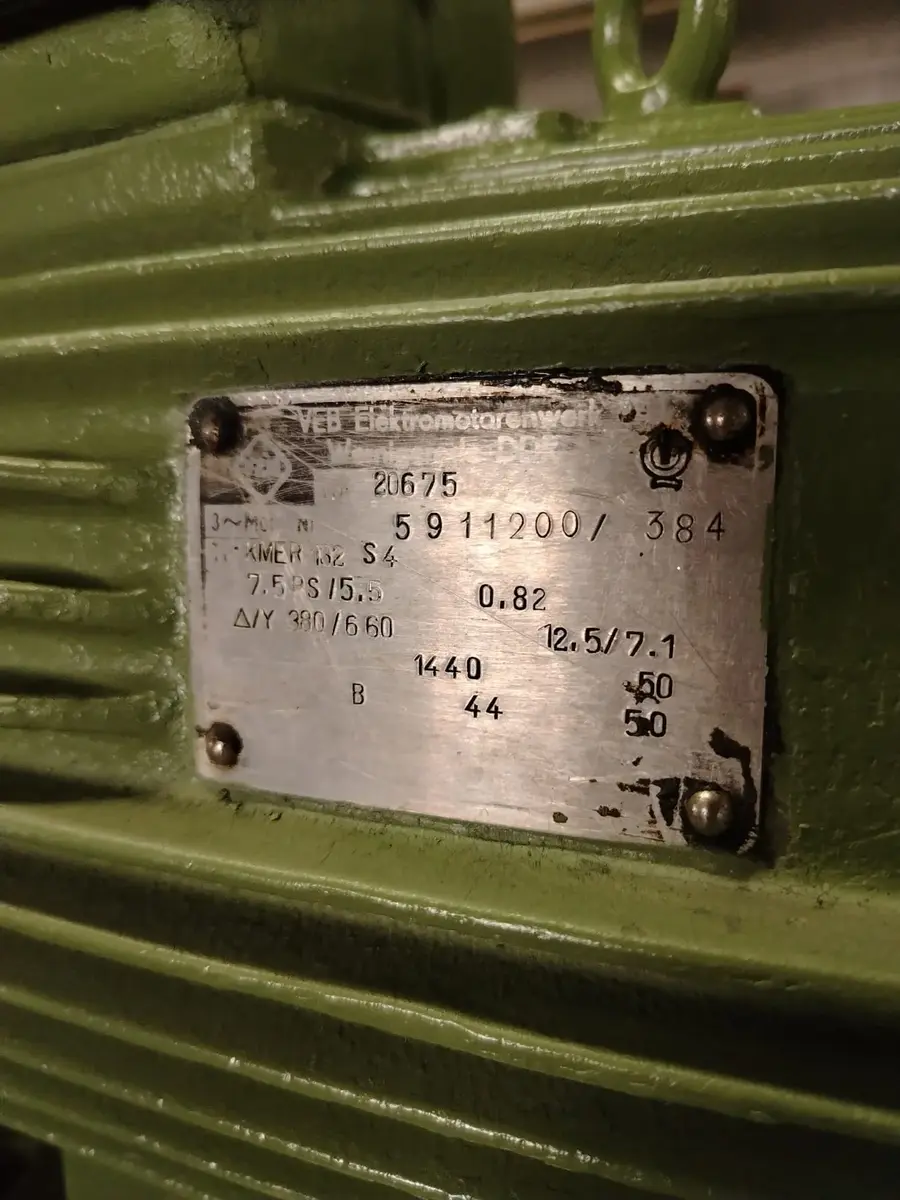 VEB Elektromotorenwerk
DDR
20675
3~Mot Nr 5911200/ 384
KMER 132 S4
7.5PS/5.5 0.82
Δ/Y 380/660 12.5/7.1
1440 50
B 44 50